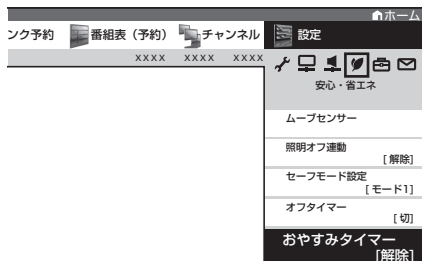 ホーム
ンク予約 番組表（予約） チャンネル 設定
xxxx xxxx xxxx
安心・省エネ
ムーブセンサー
照明オフ連動
[解除]
セーフモード設定
[モード1]
オフタイマー
[切]
おやすみタイマー
[解除]